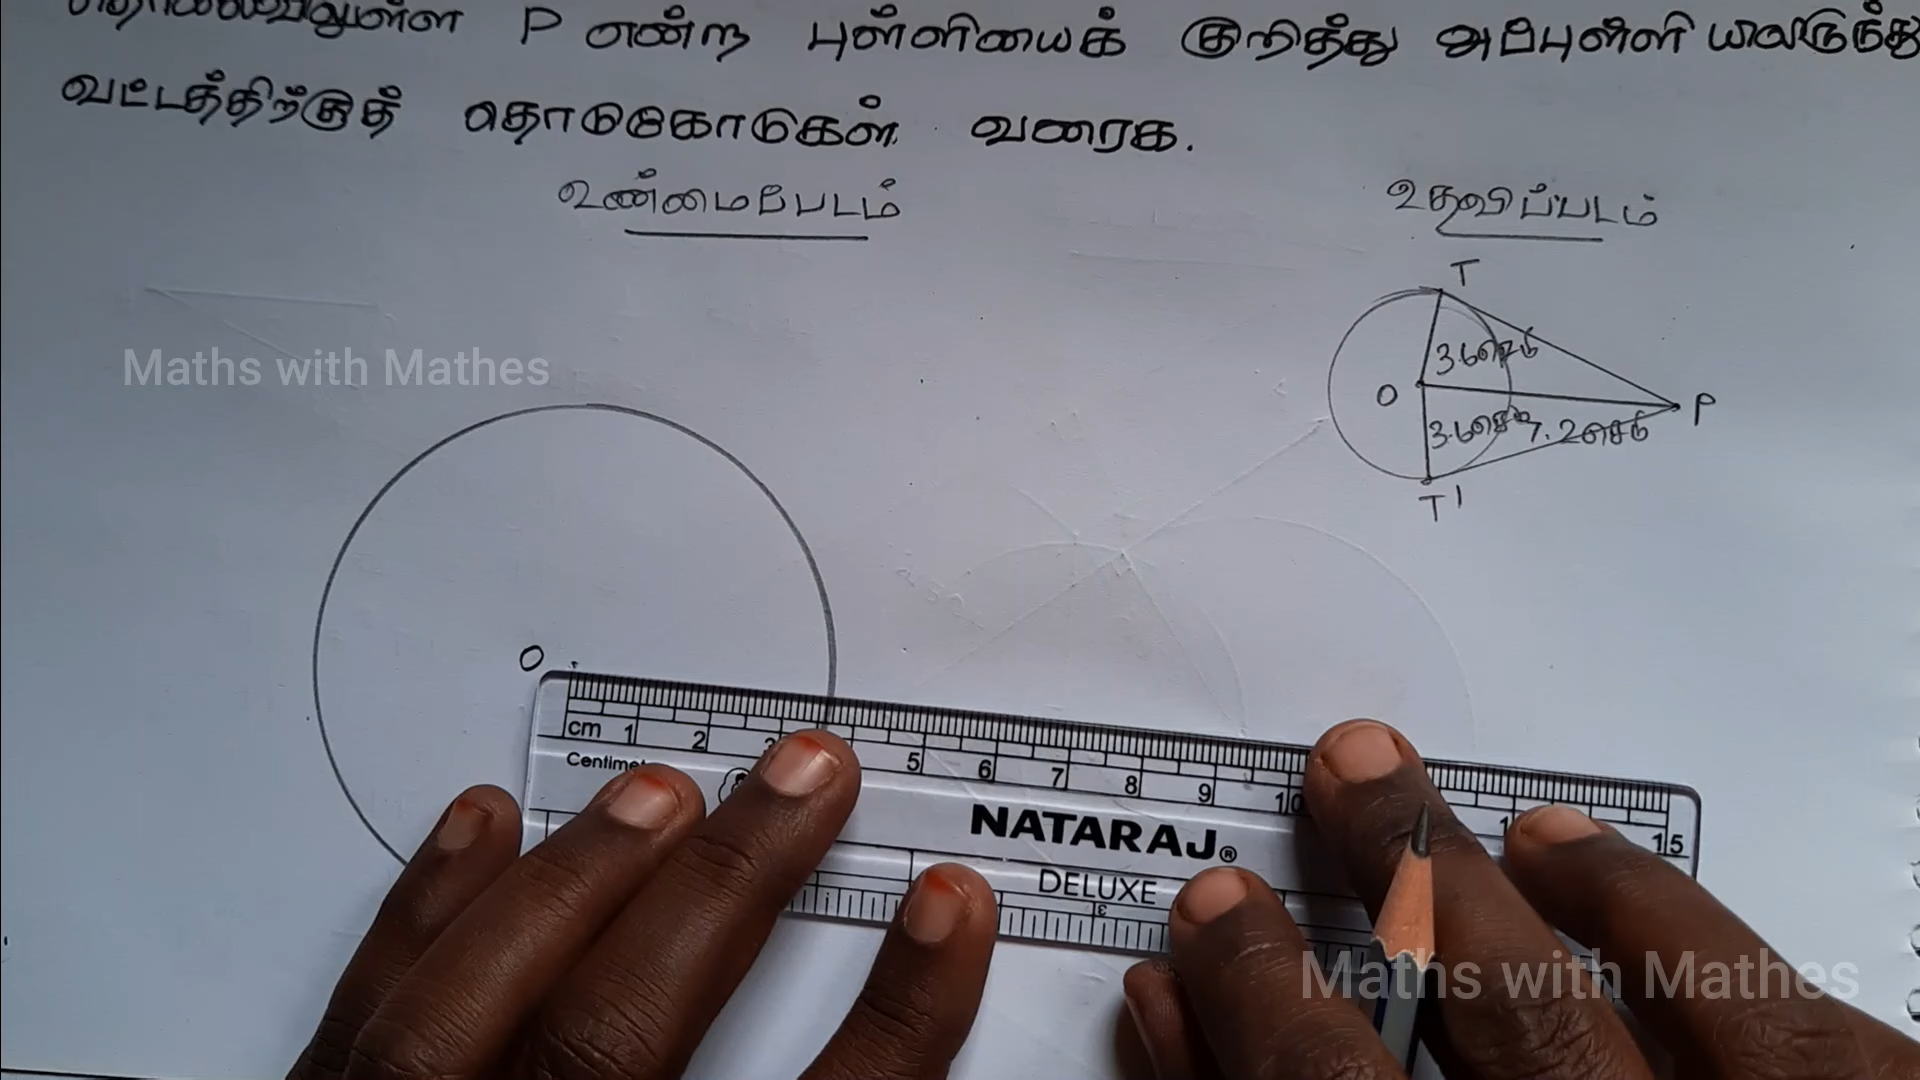 P என்ற புள்ளியைக் குறித்து அப்புள்ளி யிலிருந்து
வட்டத்திற்குத் தொடுகோடுகள் வரைக.
உண்மைப்படம்
உதவிப்படம்
T
3.6செமீ
O
P
3.6செமீ 7.2செமீ
T'
Maths with Mathes
O
cm 1 2 3 5 6 7 8 9 10 1 15
NATARAJ®
DELUXE
Maths with Mathes